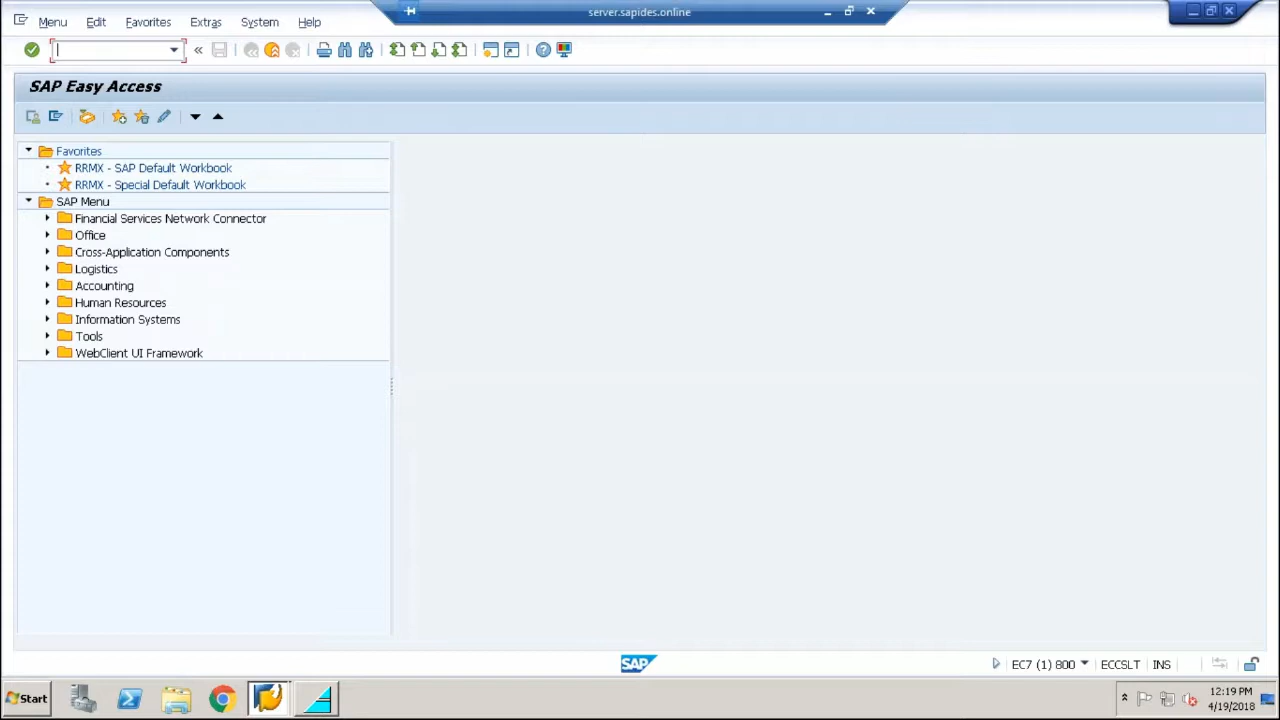 server.sapides.online
Menu Edit Favorites Extras System Help
SAP Easy Access
Favorites
RRMX - SAP Default Workbook
RRMX - Special Default Workbook
SAP Menu
Financial Services Network Connector
Office
Cross-Application Components
Logistics
Accounting
Human Resources
Information Systems
Tools
WebClient UI Framework
SAP
EC7 (1) 800 ECCSLT INS
Start
12:19 PM
4/19/2018